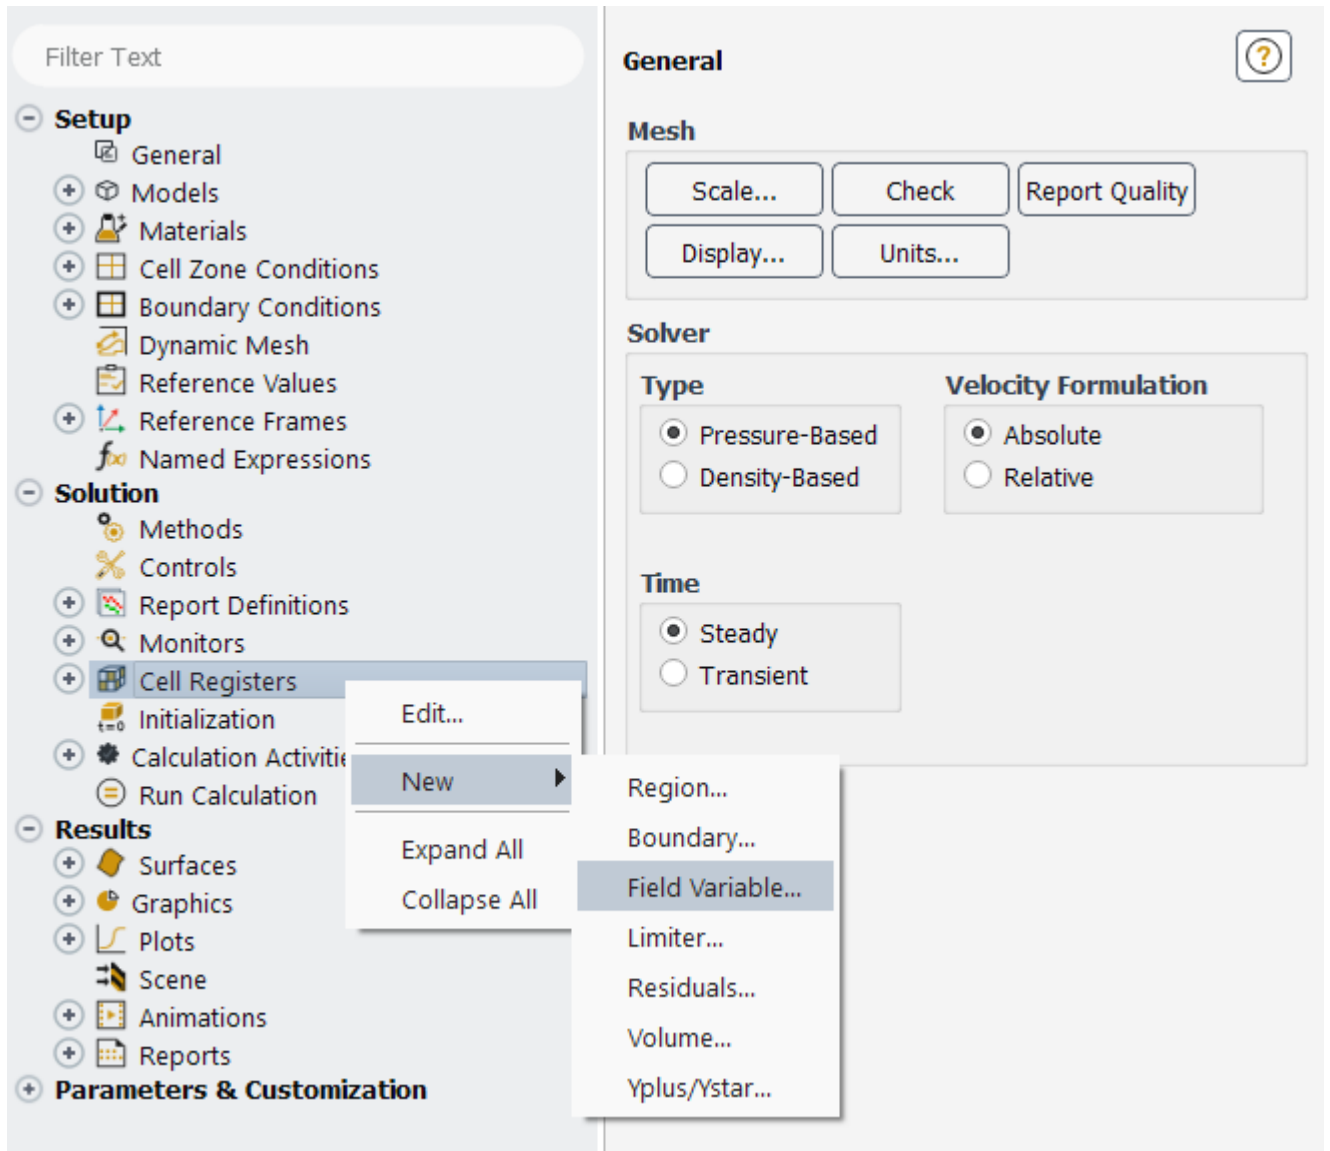 Filter Text
Setup
General
Models
Materials
Cell Zone Conditions
Boundary Conditions
Dynamic Mesh
Reference Values
Reference Frames
Named Expressions
Solution
Methods
Controls
Report Definitions
Monitors
Cell Registers
t=0 Initialization
Calculation Activitie
Run Calculation
Results
Surfaces
Graphics
Plots
Scene
Animations
Reports
Parameters & Customization
Edit...
New
Expand All
Collapse All
Region...
Boundary...
Field Variable...
Limiter...
Residuals...
Volume...
Yplus/Ystar...
General
?
Mesh
Scale... Check Report Quality
Display... Units...
Solver
Type Velocity Formulation
Pressure-Based Absolute
Density-Based Relative
Time
Steady
Transient